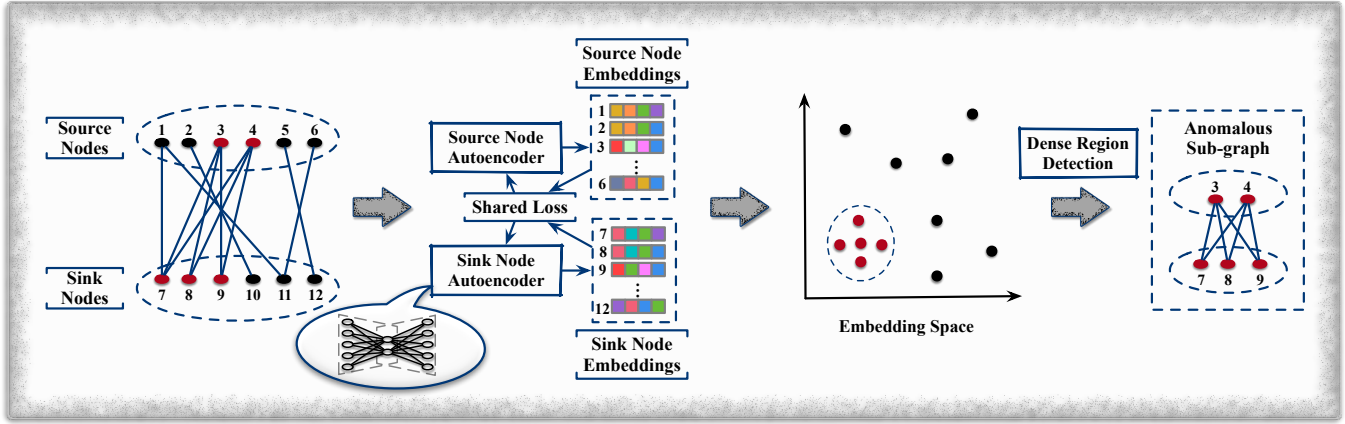 Source
Nodes
1 2 3 4 5 6
Sink
Nodes
7 8 9 10 11 12
Source Node
Autoencoder
Shared Loss
Sink Node
Autoencoder
Source Node
Embeddings
1
2
3
6
7
8
9
12
Sink Node
Embeddings
Embedding Space
Dense Region
Detection
Anomalous
Sub-graph
3 4
7 8 9